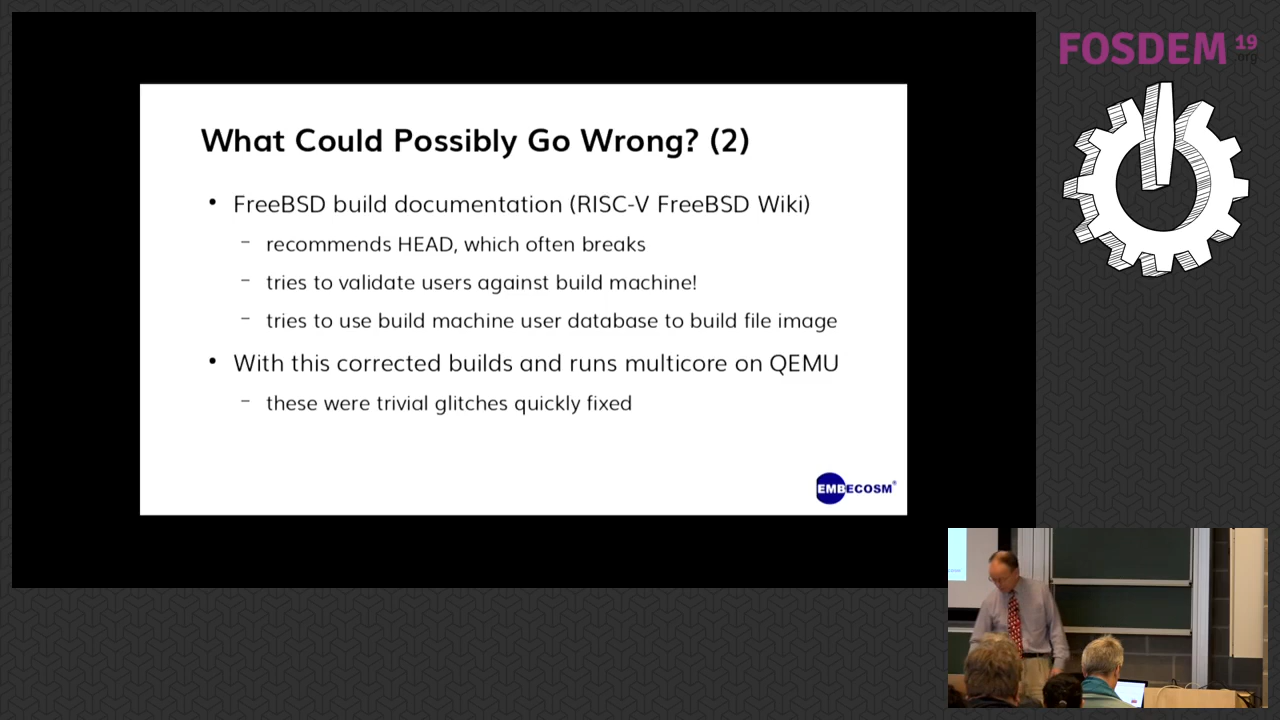 FOSDEM 19
.org
What Could Possibly Go Wrong? (2)
• FreeBSD build documentation (RISC-V FreeBSD Wiki)
– recommends HEAD, which often breaks
– tries to validate users against build machine!
– tries to use build machine user database to build file image
• With this corrected builds and runs multicore on QEMU
– these were trivial glitches quickly fixed
EMBECOSM®